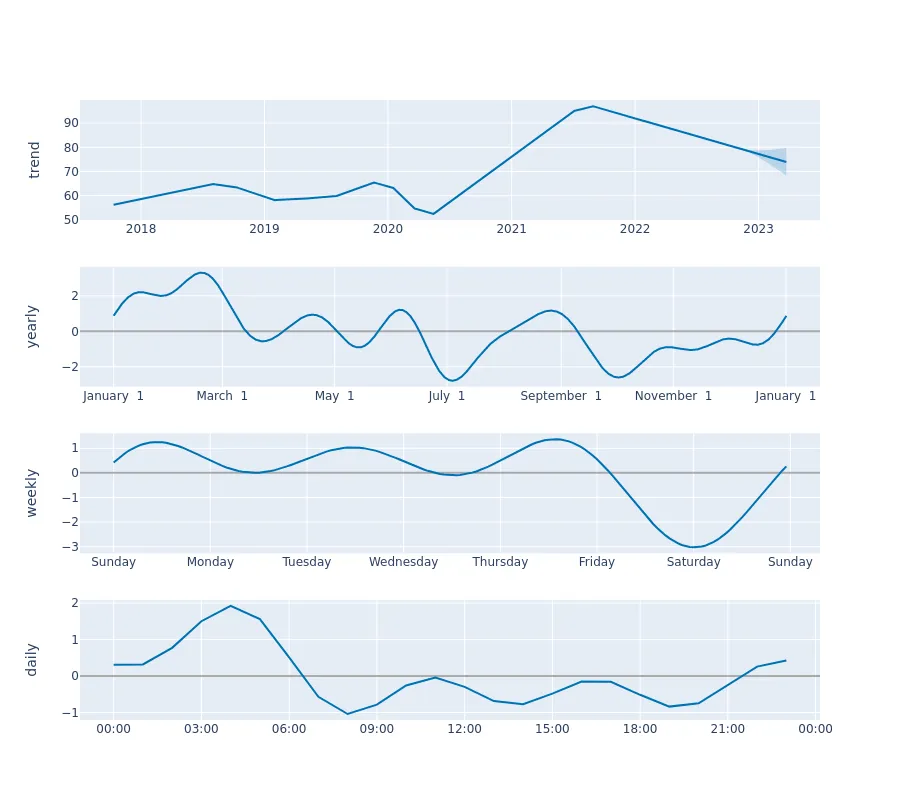 trend
90
80
70
60
50
2018 2019 2020 2021 2022 2023
yearly
2
0
−2
January 1 March 1 May 1 July 1 September 1 November 1 January 1
weekly
1
0
−1
−2
−3
Sunday Monday Tuesday Wednesday Thursday Friday Saturday Sunday
daily
2
1
0
−1
00:00 03:00 06:00 09:00 12:00 15:00 18:00 21:00 00:00